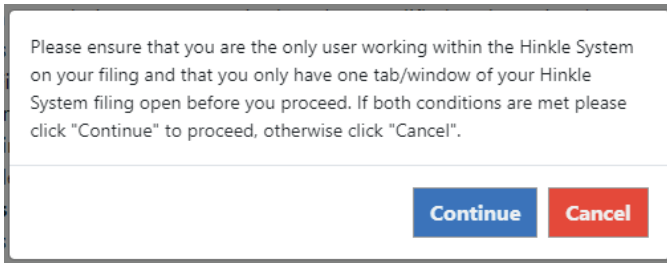 Please ensure that you are the only user working within the Hinkle System
on your filing and that you only have one tab/window of your Hinkle
System filing open before you proceed. If both conditions are met please
click "Continue" to proceed, otherwise click "Cancel".
Continue Cancel